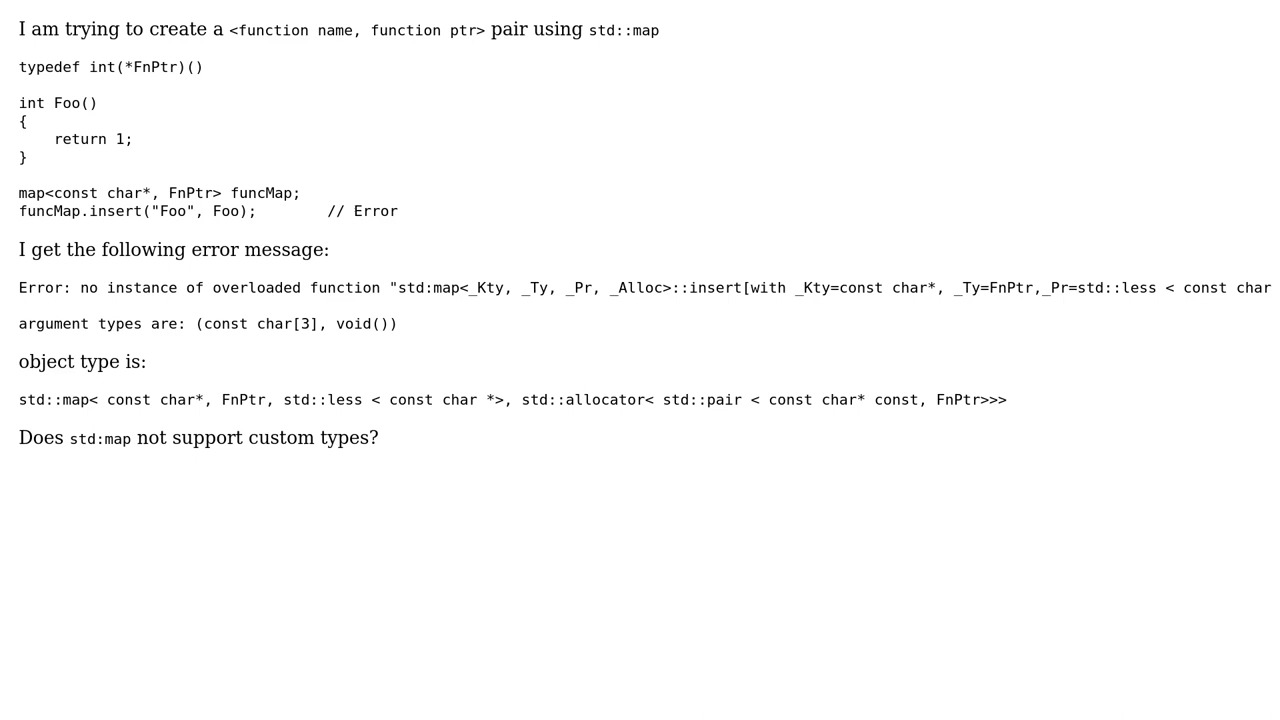 I am trying to create a <function name, function ptr> pair using std::map
typedef int(*FnPtr)()
int Foo()
{
    return 1;
}
map<const char*, FnPtr> funcMap;
funcMap.insert("Foo", Foo);        // Error
I get the following error message:
Error: no instance of overloaded function "std:map<_Kty, _Ty, _Pr, _Alloc>::insert[with _Kty=const char*, _Ty=FnPtr,_Pr=std::less < const char
argument types are: (const char[3], void())
object type is:
std::map< const char*, FnPtr, std::less < const char *>, std::allocator< std::pair < const char* const, FnPtr>>>
Does std:map not support custom types?